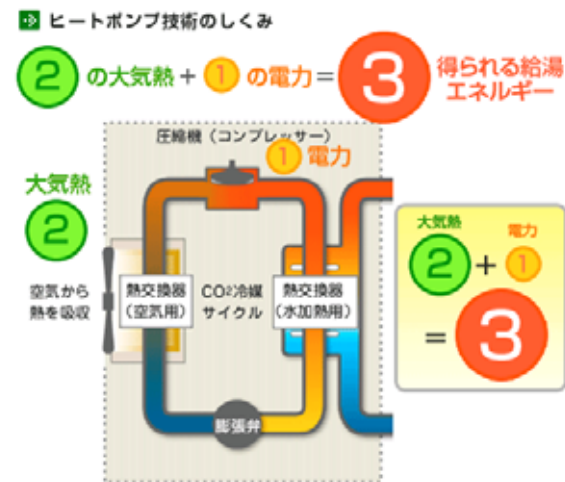 ヒートポンプ技術のしくみ
2の大気熱+1の電力=3 得られる給湯
エネルギー
圧縮機(コンプレッサー)
1電力
大気熱
2
空気から
熱を吸収
熱交換器
(空気用)
CO2冷媒
サイクル
熱交換器
(水加熱用)
膨張弁
大気熱
電力
2+1
=3